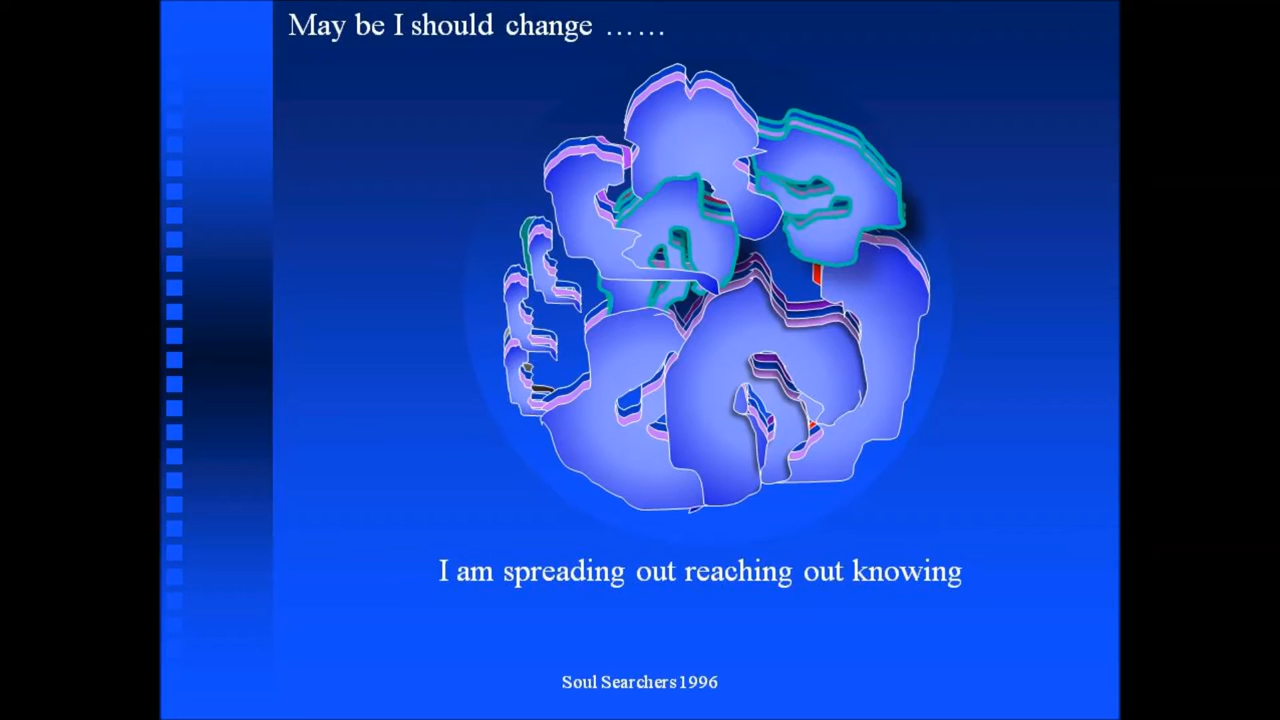 May be I should change ……
I am spreading out reaching out knowing
Soul Searchers 1996